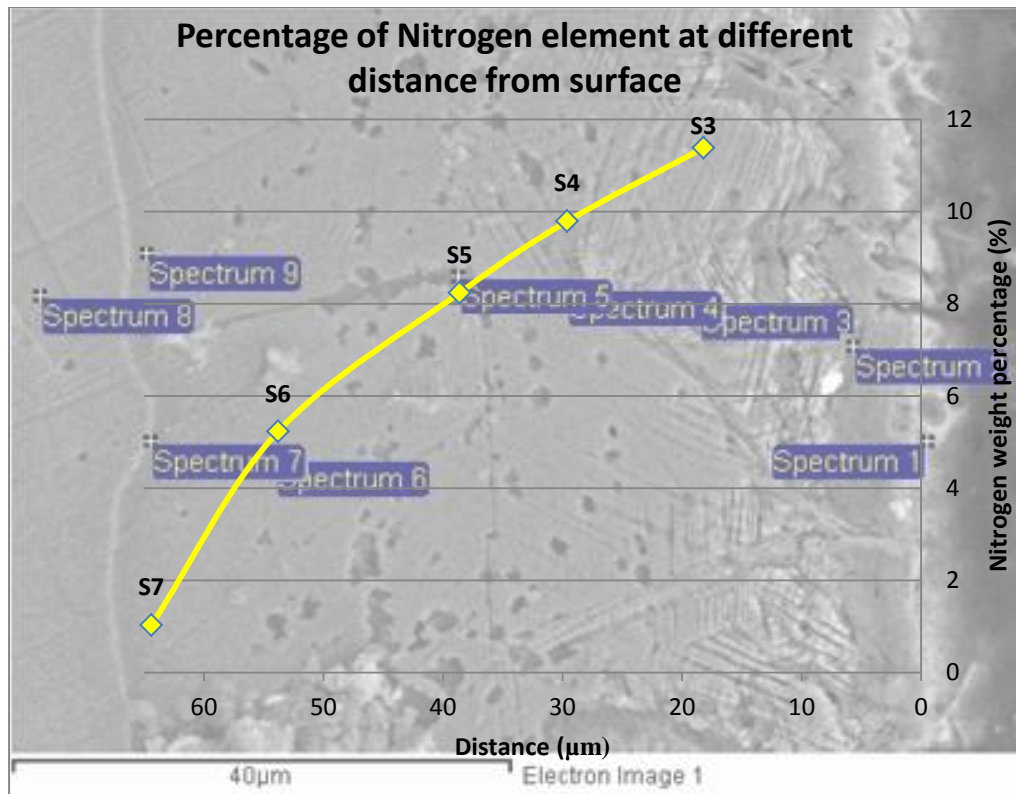 Percentage of Nitrogen element at different
distance from surface
12
S3
S4
10
S5
Spectrum 9
Spectrum 5
8
Spectrum 8
Spectrum 4
Spectrum 3
Spectrum
S6
6
Spectrum 7
Spectrum 1
Spectrum 6
4
S7
2
0
Nitrogen weight percentage (%)
60 50 40 30 20 10 0
Distance (μm)
40μm Electron Image 1